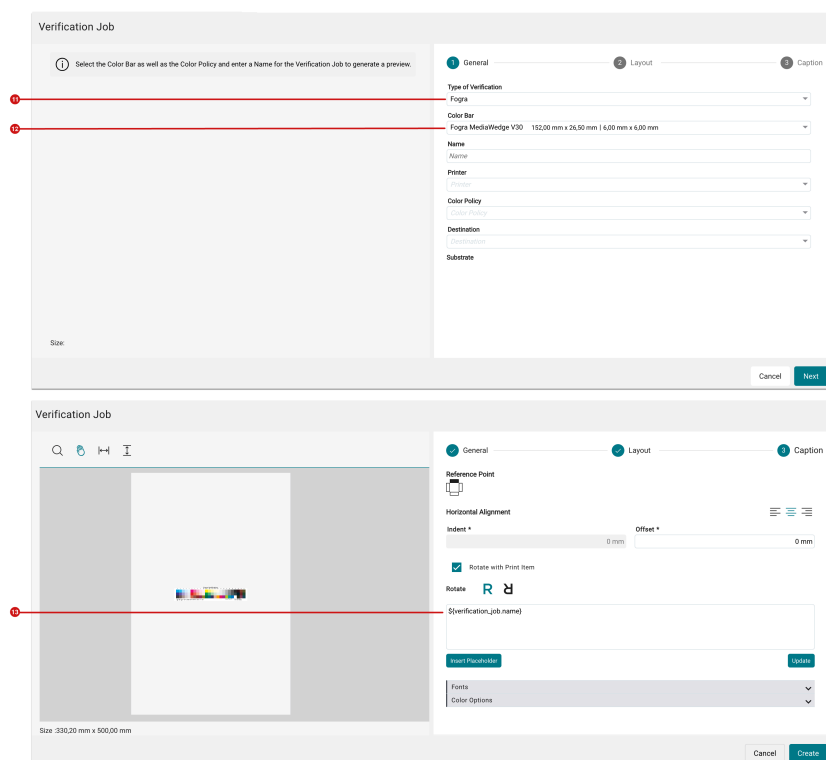 Verification Job
Select the Color Bar as well as the Color Policy and enter a Name for the Verification Job to generate a preview.
1 General
2 Layout
3 Caption
Type of Verification
11
Fogra
Color Bar
12
Fogra MediaWedge V30 152,00 mm x 26,50 mm | 6,00 mm x 6,00 mm
Name
Name
Printer
Printer
Color Policy
Color Policy
Destination
Destination
Substrate
Size:
Cancel
Next
Verification Job
General
Layout
3 Caption
Reference Point
Horizontal Alignment
Indent *
Offset *
0 mm
0 mm
Rotate with Print Item
Rotate R R
13
${verification_job.name}
Insert Placeholder
Update
Fonts
Color Options
Size :330,20 mm x 500,00 mm
Cancel
Create